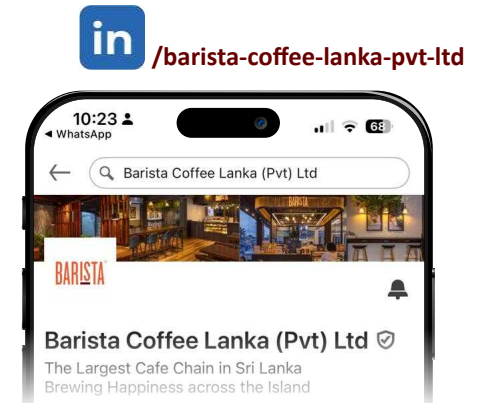 in
/barista-coffee-lanka-pvt-ltd
10:23
◄ WhatsApp
68
Barista Coffee Lanka (Pvt) Ltd
BARISTA
BARISTA
Barista Coffee Lanka (Pvt) Ltd
The Largest Cafe Chain in Sri Lanka
Brewing Happiness across the Island